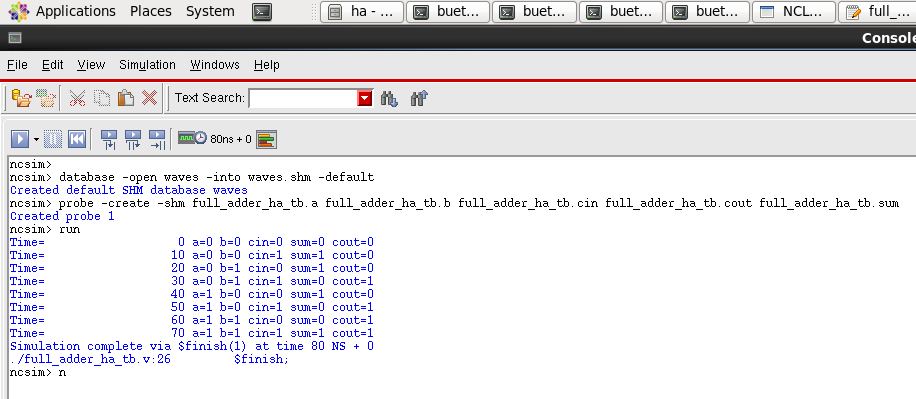 Applications Places System ha - ... buet... buet... buet... buet... NCL... full_...
Console
File Edit View Simulation Windows Help
Text Search:
80ns + 0
ncsim>
ncsim> database -open waves -into waves.shm -default
Created default SHM database waves
ncsim> probe -create -shm full_adder_ha_tb.a full_adder_ha_tb.b full_adder_ha_tb.cin full_adder_ha_tb.cout full_adder_ha_tb.sum
Created probe 1
ncsim> run
Time= 0 a=0 b=0 cin=0 sum=0 cout=0
Time= 10 a=0 b=0 cin=1 sum=1 cout=0
Time= 20 a=0 b=1 cin=0 sum=1 cout=0
Time= 30 a=0 b=1 cin=1 sum=0 cout=1
Time= 40 a=1 b=0 cin=0 sum=1 cout=0
Time= 50 a=1 b=0 cin=1 sum=0 cout=1
Time= 60 a=1 b=1 cin=0 sum=0 cout=1
Time= 70 a=1 b=1 cin=1 sum=1 cout=1
Simulation complete via $finish(1) at time 80 NS + 0
./full_adder_ha_tb.v:26 $finish;
ncsim> n